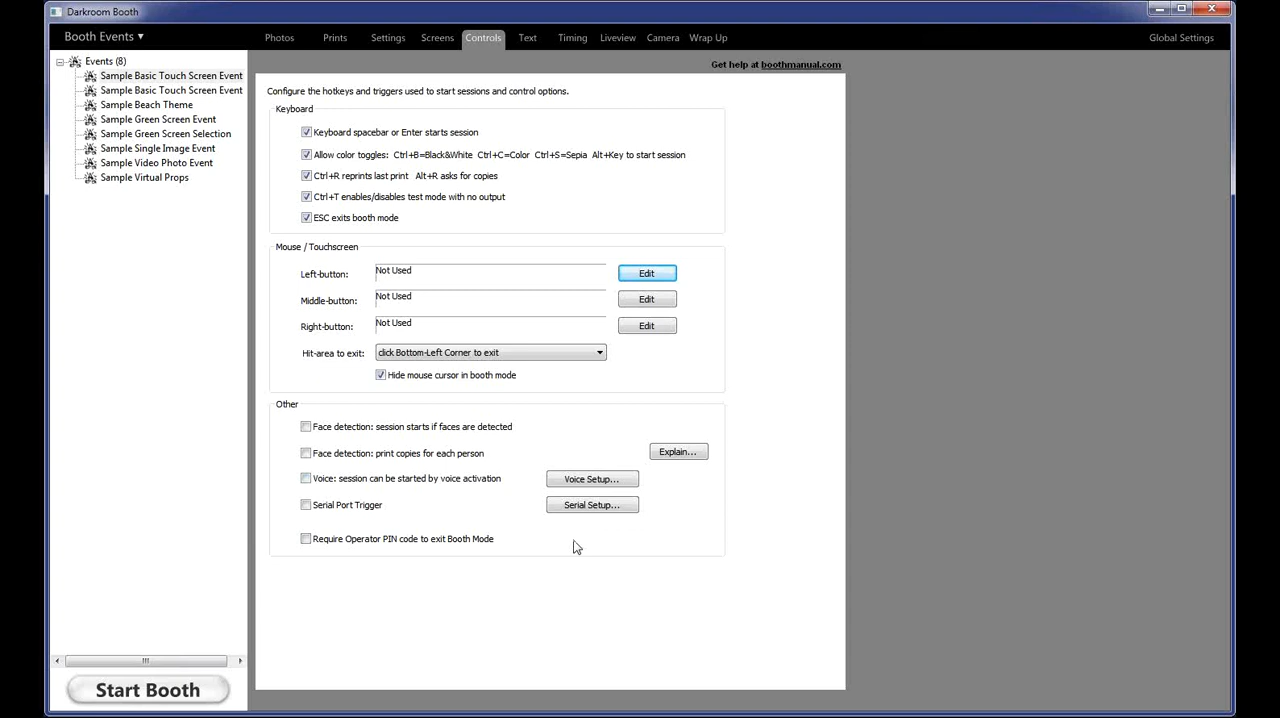 Darkroom Booth
Booth Events ▾
Photos Prints Settings Screens Controls Text Timing Liveview Camera Wrap Up Global Settings
Get help at boothmanual.com
Events (8)
Sample Basic Touch Screen Event
Sample Basic Touch Screen Event
Sample Beach Theme
Sample Green Screen Event
Sample Green Screen Selection
Sample Single Image Event
Sample Video Photo Event
Sample Virtual Props
Start Booth
Configure the hotkeys and triggers used to start sessions and control options.
Keyboard
Keyboard spacebar or Enter starts session
Allow color toggles: Ctrl+B=Black&White Ctrl+C=Color Ctrl+S=Sepia Alt+Key to start session
Ctrl+R reprints last print Alt+R asks for copies
Ctrl+T enables/disables test mode with no output
ESC exits booth mode
Mouse / Touchscreen
Left-button: Not Used Edit
Middle-button: Not Used Edit
Right-button: Not Used Edit
Hit-area to exit: click Bottom-Left Corner to exit
Hide mouse cursor in booth mode
Other
Face detection: session starts if faces are detected
Face detection: print copies for each person Explain...
Voice: session can be started by voice activation Voice Setup...
Serial Port Trigger Serial Setup...
Require Operator PIN code to exit Booth Mode